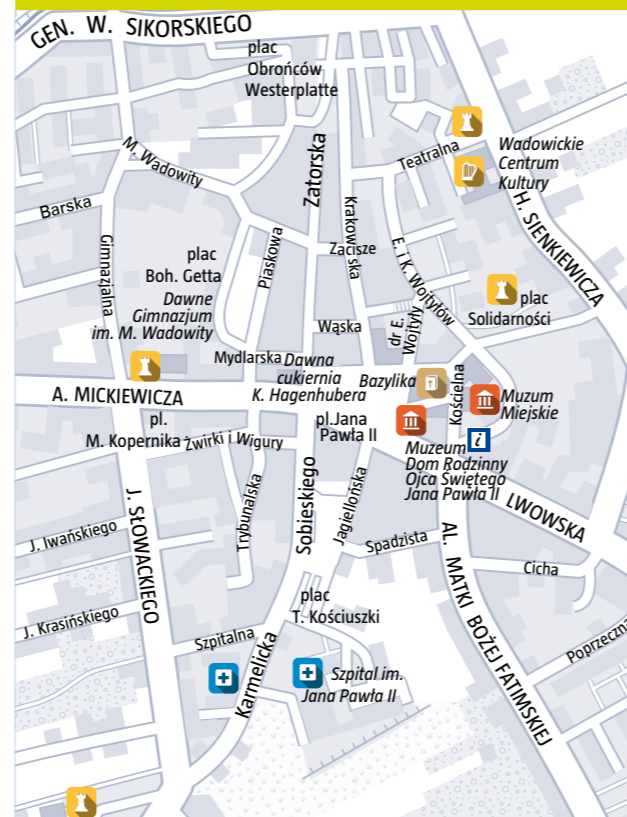 GEN. W. SIKORSKIEGO
plac
Obrońców
Westerplatte
Teatralna
Wadowickie
Centrum
Kultury
M. Wadowity
Zatorska
Barska
Krakowska
H. SIENKIEWICZA
Gimnazjalna
Piaskowa
Zacisze
E. i K. Wojtyłów
plac
Boh. Getta
Dawne
Gimnazjum
im. M. Wadowity
plac
Solidarności
Wąska
dr E.
Wojtyły
Mydlarska
Dawna
cukiernia
K. Hagenhubera
Bazylika
Kościelna
Muzum
Miejskie
A. MICKIEWICZA
pl.
M. Kopernika
Żwirki i Wigury
pl.Jana
Pawła II
i
Muzeum
Dom Rodzinny
Ojca Świętego
Jana Pawła II
LWOWSKA
J. SŁOWACKIEGO
Trybunalska
Sobieskiego
Jagiellońska
J. Iwańskiego
Spadzista
AL. MATKI BOŻEJ FATIMSKIEJ
Cicha
plac
T. Kościuszki
J. Krasińskiego
Szpitalna
Poprzeczna
Karmelicka
Szpital im.
Jana Pawła II